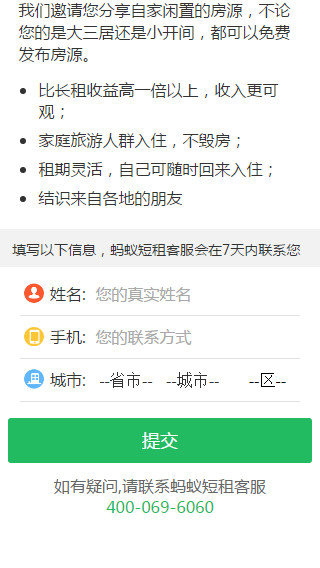 我们邀请您分享自家闲置的房源，不论
您的是大三居还是小开间，都可以免费
发布房源。
比长租收益高一倍以上，收入更可
观；
家庭旅游人群入住，不毁房；
租期灵活，自己可随时回来入住；
结识来自各地的朋友
填写以下信息，蚂蚁短租客服会在7天内联系您
姓名: 您的真实姓名
手机: 您的联系方式
城市: --省市-- --城市-- --区--
提交
如有疑问,请联系蚂蚁短租客服
400-069-6060